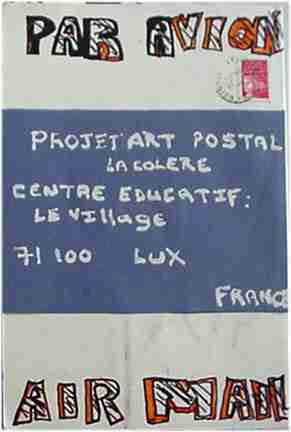 PAR AVION
PROJET ART POSTAL
LA COLERE
CENTRE EDUCATIF:
LE VILLAGE
71 100 LUX
FRANCE
AIR MAIL